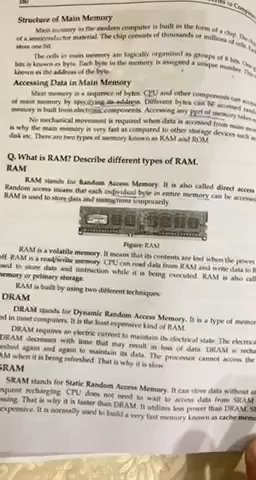 180
Structure of Main Memory
Main memory in the modern computer is built in the form of a chip. The
of a semiconductor material. The chip consists of thousands or millions of cells. Each
store one bit.
The cells in main memory are logically organized as groups of 8 bits. One
bits is known as byte. Each byte in the memory is assigned a unique number. This
known as the address of the byte.
Accessing Data in Main Memory
Main memory is a sequence of bytes. CPU and other components can
of main memory by specifying its address. Different bytes can be accessed
memory is built from electronic components. Accessing any part of memory takes
No mechanical movement is required when data is accessed from main
is why the main memory is very fast as compared to other storage devices such
disk etc. There are two types of memory known as RAM and ROM.
Q. What is RAM? Describe different types of RAM.
RAM
RAM stands for Random Access Memory. It is also called direct access
Random access means that each individual byte in entire memory can be accessed
RAM is used to store data and instructions temporarily.
Figure: RAM
RAM is a volatile memory. It means that its contents are lost when the power
off. RAM is a read/write memory. CPU can read data from RAM and write data to
used to store data and instruction while it is being executed. RAM is also
memory or primary storage.
RAM is built by using two different techniques:
DRAM
DRAM stands for Dynamic Random Access Memory. It is a type of memory
ed in most computers. It is the least expensive kind of RAM.
DRAM requires an electric current to maintain its electrical state. The electrical
DRAM decreases with time that may result in loss of data. DRAM is
eshed again and again to maintain its data. The processor cannot access the
AM when it is being refreshed. That is why it is slow.
SRAM
SRAM stands for Static Random Access Memory. It can store data without
quent recharging. CPU does not need to wait to access data from SRAM
ssing. That is why it is faster than DRAM. It utilizes less power than DRAM.
expensive. It is normally used to build a very fast memory known as cache